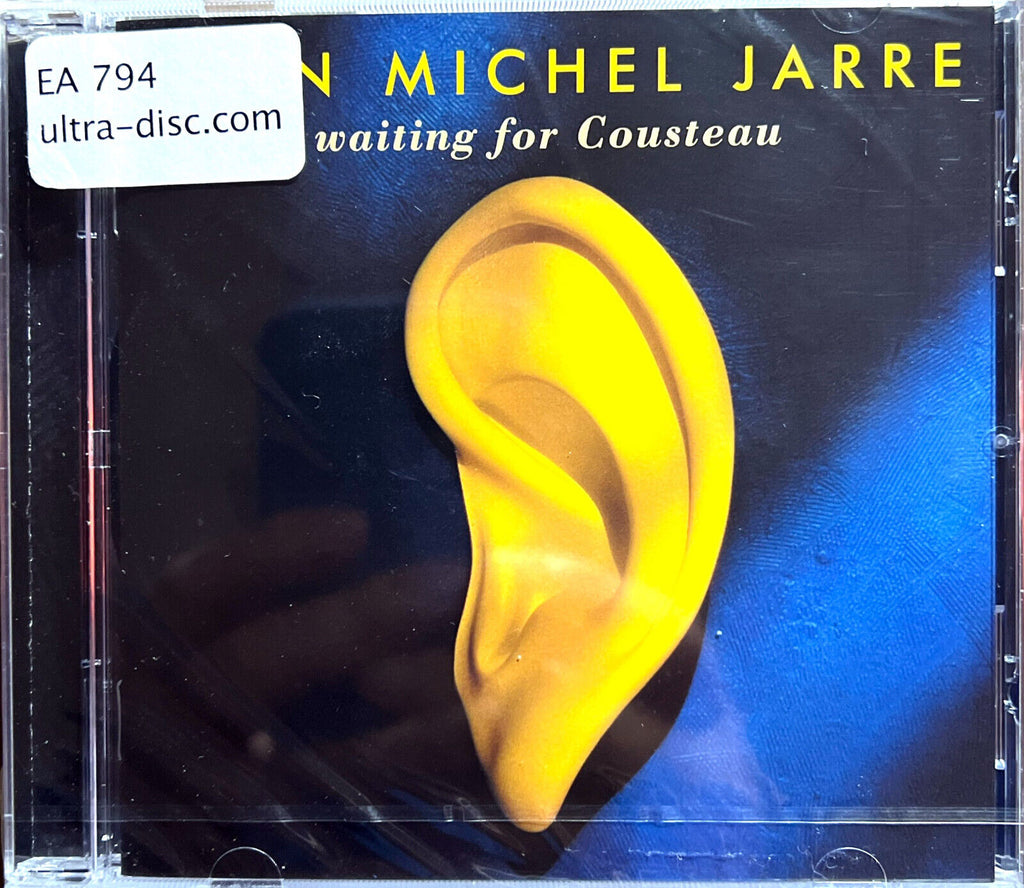 EA 794
ultra-disc.com
N MICHEL JARRE
waiting for Cousteau